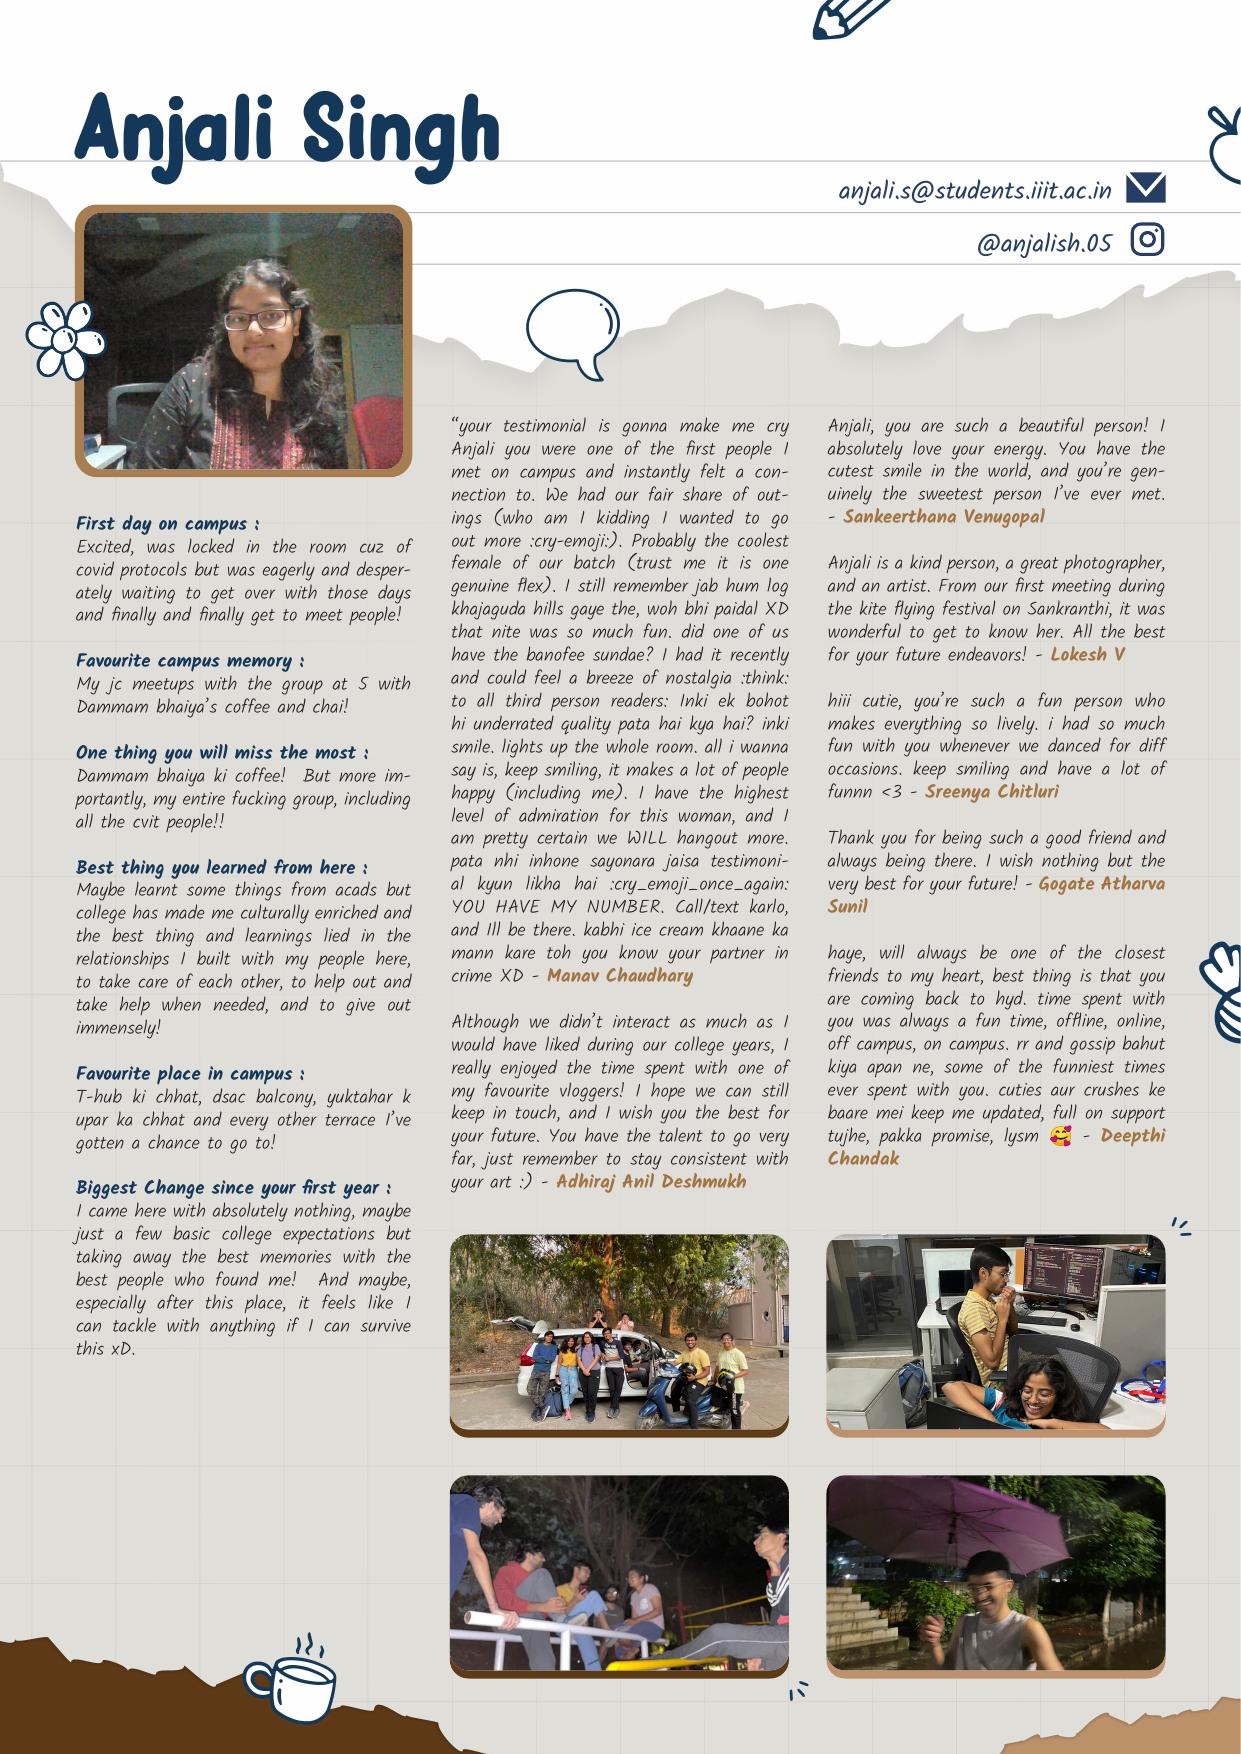 Anjali Singh
anjali.s@students.iiit.ac.in
@anjalish.05
First day on campus :
Excited, was locked in the room cuz of
covid protocols but was eagerly and desper-
ately waiting to get over with those days
and finally and finally get to meet people!
Favourite campus memory :
My jc meetups with the group at 5 with
Dammam bhaiya's coffee and chai!
One thing you will miss the most :
Dammam bhaiya ki coffee! But more im-
portantly, my entire fucking group, including
all the cvit people!!
Best thing you learned from here :
Maybe learnt some things from acads but
college has made me culturally enriched and
the best thing and learnings lied in the
relationships I built with my people here,
to take care of each other, to help out and
take help when needed, and to give out
immensely!
Favourite place in campus :
T-hub ki chhat, dsac balcony, yuktahar k
upar ka chhat and every other terrace I've
gotten a chance to go to!
Biggest Change since your first year :
I came here with absolutely nothing, maybe
just a few basic college expectations but
taking away the best memories with the
best people who found me! And maybe,
especially after this place, it feels like I
can tackle with anything if I can survive
this xD.
“your testimonial is gonna make me cry
Anjali you were one of the first people I
met on campus and instantly felt a con-
nection to. We had our fair share of out-
ings (who am I kidding I wanted to go
out more :cry-emoji:). Probably the coolest
female of our batch (trust me it is one
genuine flex). I still remember jab hum log
khajaguda hills gaye the, woh bhi paidal XD
that nite was so much fun. did one of us
have the banofee sundae? I had it recently
and could feel a breeze of nostalgia :think:
to all third person readers: Inki ek bohot
hi underrated quality pata hai kya hai? inki
smile. lights up the whole room. all i wanna
say is, keep smiling, it makes a lot of people
happy (including me). I have the highest
level of admiration for this woman, and I
am pretty certain we WILL hangout more.
pata nhi inhone sayonara jaisa testimoni-
al kyun likha hai :cry_emoji_once_again:
YOU HAVE MY NUMBER. Call/text karlo,
and Ill be there. kabhi ice cream khaane ka
mann kare toh you know your partner in
crime XD - Manav Chaudhary
Although we didn't interact as much as I
would have liked during our college years, I
really enjoyed the time spent with one of
my favourite vloggers! I hope we can still
keep in touch, and I wish you the best for
your future. You have the talent to go very
far, just remember to stay consistent with
your art :) - Adhiraj Anil Deshmukh
Anjali, you are such a beautiful person! I
absolutely love your energy. You have the
cutest smile in the world, and you're gen-
uinely the sweetest person I've ever met.
- Sankeerthana Venugopal
Anjali is a kind person, a great photographer,
and an artist. From our first meeting during
the kite flying festival on Sankranthi, it was
wonderful to get to know her. All the best
for your future endeavors! - Lokesh V
hiii cutie, you're such a fun person who
makes everything so lively. i had so much
fun with you whenever we danced for diff
occasions. keep smiling and have a lot of
funnn <3 - Sreenya Chitluri
Thank you for being such a good friend and
always being there. I wish nothing but the
very best for your future! - Gogate Atharva
Sunil
haye, will always be one of the closest
friends to my heart, best thing is that you
are coming back to hyd. time spent with
you was always a fun time, offline, online,
off campus, on campus. rr and gossip bahut
kiya apan ne, some of the funniest times
ever spent with you. cuties aur crushes ke
baare mei keep me updated, full on support
tujhe, pakka promise, lysm 🥰 - Deepthi
Chandak